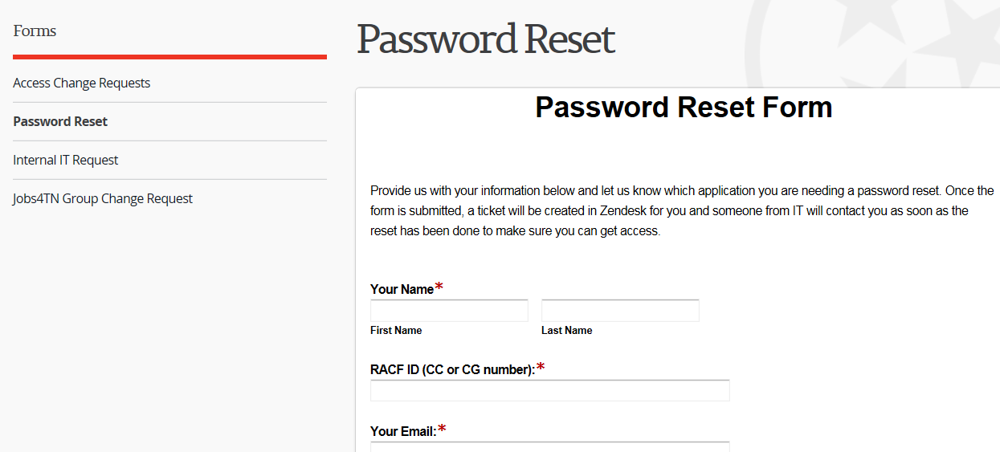 Forms
Access Change Requests
Password Reset
Internal IT Request
Jobs4TN Group Change Request
Password Reset
Password Reset Form
Provide us with your information below and let us know which application you are needing a password reset. Once the
form is submitted, a ticket will be created in Zendesk for you and someone from IT will contact you as soon as the
reset has been done to make sure you can get access.
Your Name*
First Name Last Name
RACF ID (CC or CG number):*
Your Email:*